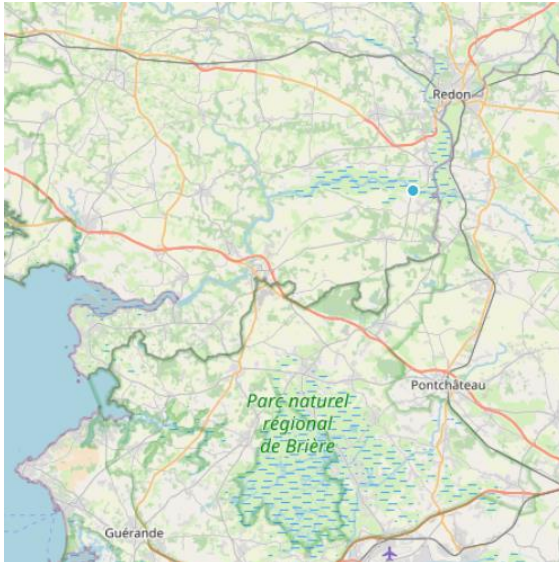 Redon
Pontchâteau
Parc naturel
régional
de Brière
Guérande